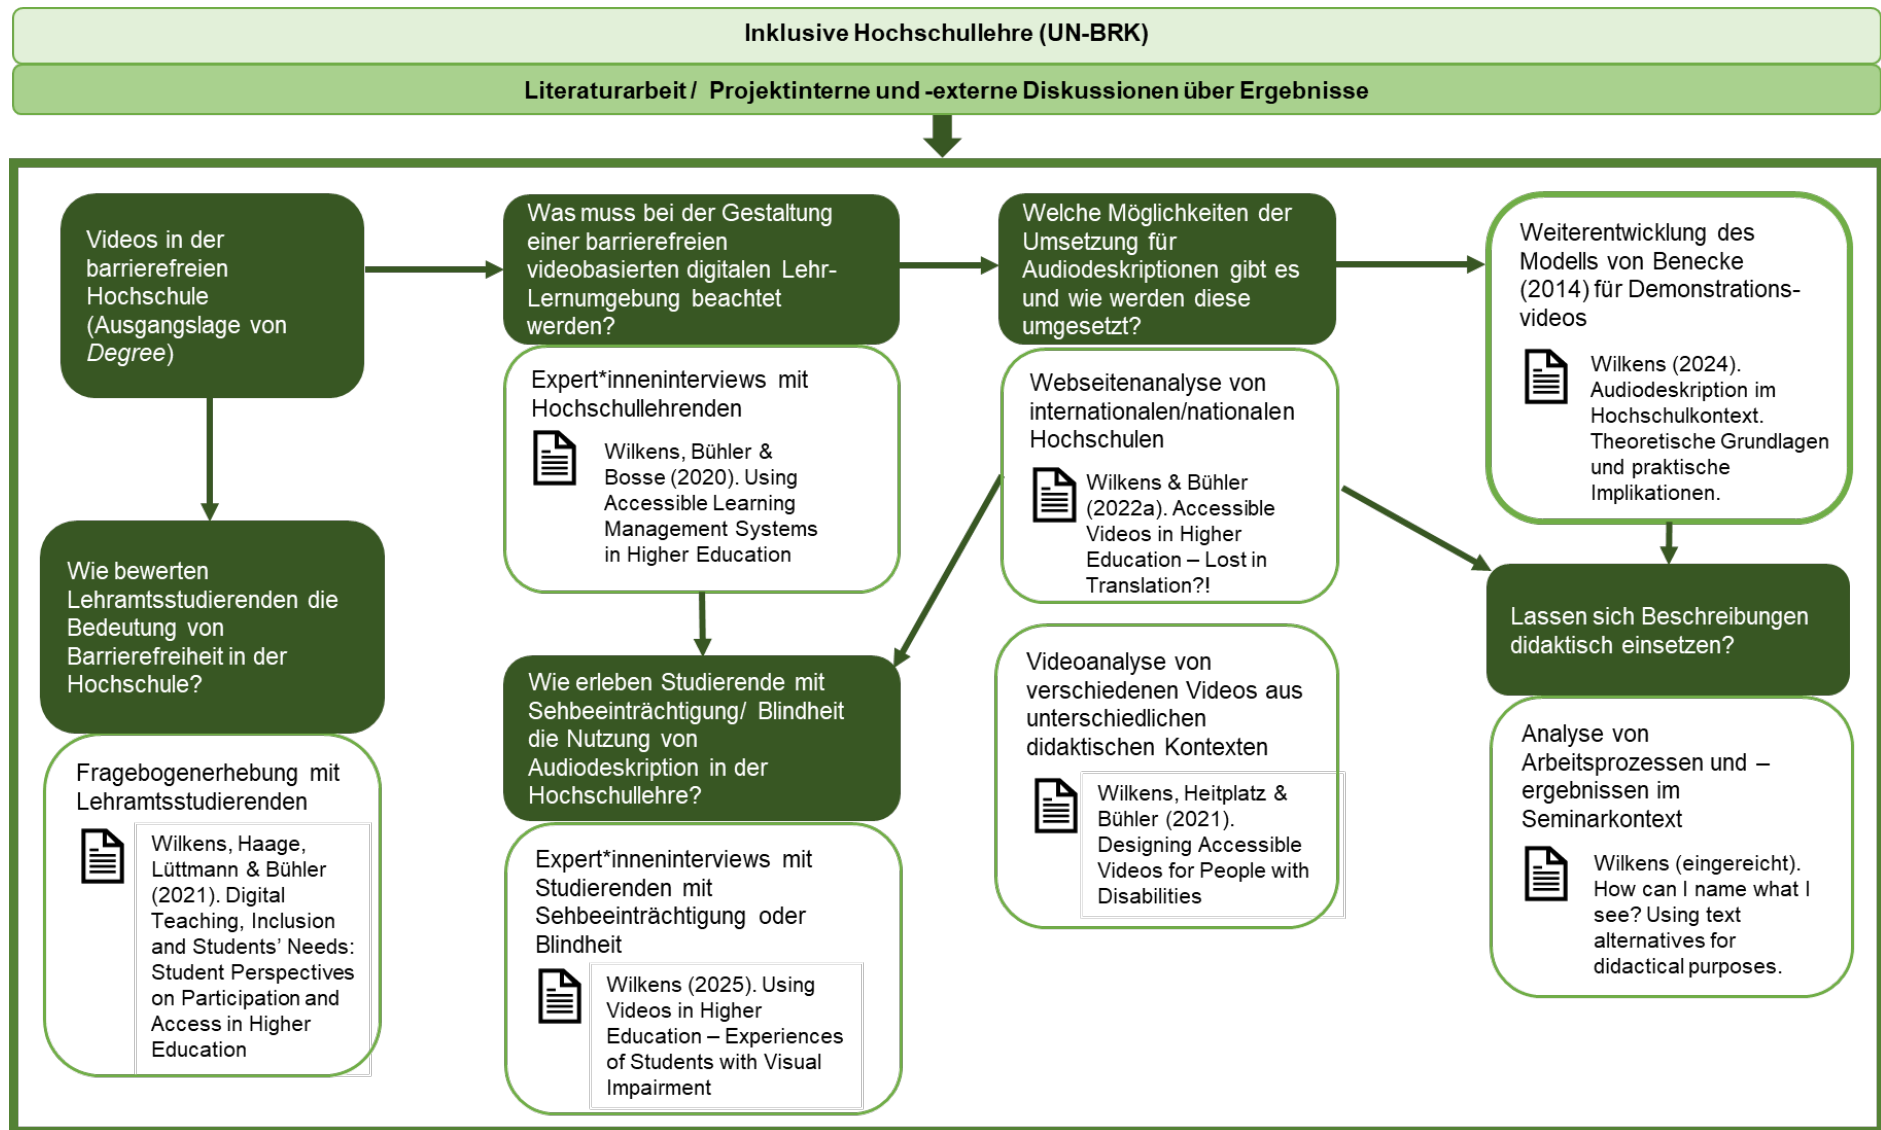 Inklusive Hochschullehre (UN-BRK)
Literaturarbeit / Projektinterne und -externe Diskussionen über Ergebnisse
Videos in der
barrierefreien
Hochschule
(Ausgangslage von
Degree)
Wie bewerten
Lehramtsstudierenden die
Bedeutung von
Barrierefreiheit in der
Hochschule?
Fragebogenerhebung mit
Lehramtsstudierenden
Wilkens, Haage,
Lüttmann & Bühler
(2021). Digital
Teaching, Inclusion
and Students’ Needs:
Student Perspectives
on Participation and
Access in Higher
Education
Was muss bei der Gestaltung
einer barrierefreien
videobasierten digitalen Lehr-
Lernumgebung beachtet
werden?
Expert*inneninterviews mit
Hochschullehrenden
Wilkens, Bühler &
Bosse (2020). Using
Accessible Learning
Management Systems
in Higher Education
Wie erleben Studierende mit
Sehbeeinträchtigung/ Blindheit
die Nutzung von
Audiodeskription in der
Hochschullehre?
Expert*inneninterviews mit
Studierenden mit
Sehbeeinträchtigung oder
Blindheit
Wilkens (2025). Using
Videos in Higher
Education – Experiences
of Students with Visual
Impairment
Welche Möglichkeiten der
Umsetzung für
Audiodeskriptionen gibt es
und wie werden diese
umgesetzt?
Webseitenanalyse von
internationalen/nationalen
Hochschulen
Wilkens & Bühler
(2022a). Accessible
Videos in Higher
Education – Lost in
Translation?!
Videoanalyse von
verschiedenen Videos aus
unterschiedlichen
didaktischen Kontexten
Wilkens, Heitplatz &
Bühler (2021).
Designing Accessible
Videos for People with
Disabilities
Weiterentwicklung des
Modells von Benecke
(2014) für Demonstrations-
videos
Wilkens (2024).
Audiodeskription im
Hochschulkontext.
Theoretische Grundlagen
und praktische
Implikationen.
Lassen sich Beschreibungen
didaktisch einsetzen?
Analyse von
Arbeitsprozessen und –
ergebnissen im
Seminarkontext
Wilkens (eingereicht).
How can I name what I
see? Using text
alternatives for
didactical purposes.